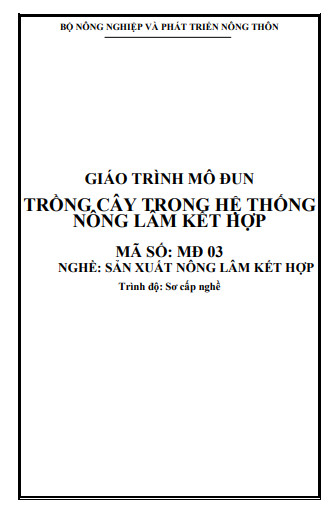 BỘ NÔNG NGHIỆP VÀ PHÁT TRIỂN NÔNG THÔN
GIÁO TRÌNH MÔ ĐUN
TRỒNG CÂY TRONG HỆ THỐNG
NÔNG LÂM KẾT HỢP
MÃ SỐ: MĐ 03
NGHỀ: SẢN XUẤT NÔNG LÂM KẾT HỢP
Trình độ: Sơ cấp nghề